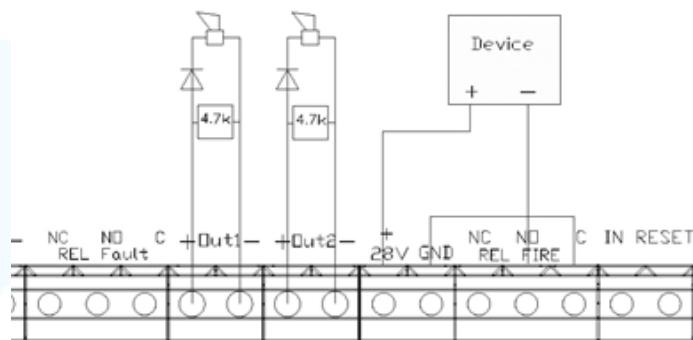 Device
+ −
4.7k 4.7k
- NC NO C +Out1- +Out2- + NC NO C IN RESET
REL Fault 28V GND REL FIRE